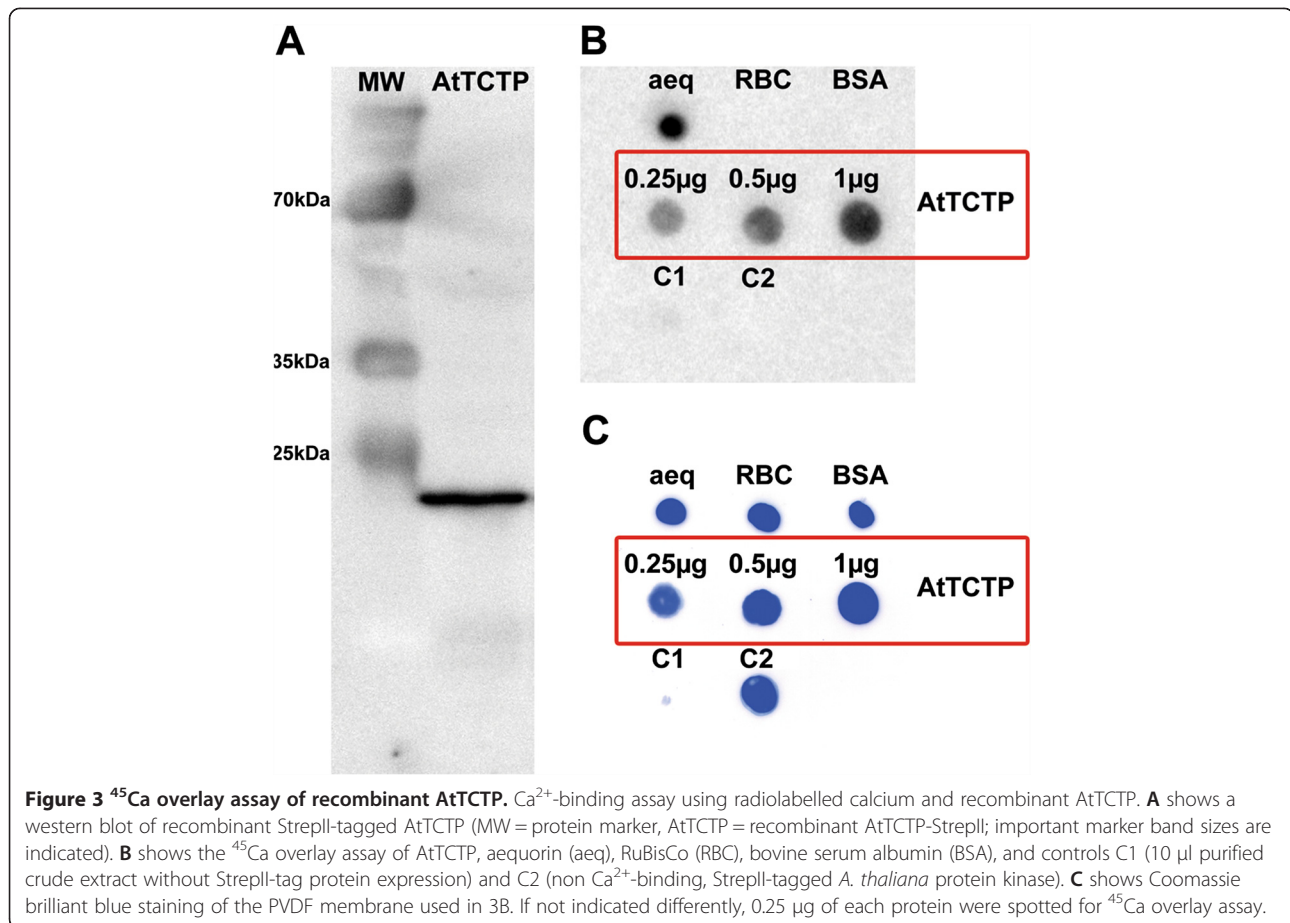 A
MW AtTCTP
70kDa
35kDa
25kDa
B
aeq RBC BSA
0.25µg 0.5µg 1µg
AtTCTP
C1 C2
C
aeq RBC BSA
0.25µg 0.5µg 1µg
AtTCTP
C1 C2
Figure 3 ⁴⁵Ca overlay assay of recombinant AtTCTP. Ca²⁺-binding assay using radiolabelled calcium and recombinant AtTCTP. A shows a
western blot of recombinant StrepII-tagged AtTCTP (MW = protein marker, AtTCTP = recombinant AtTCTP-StrepII; important marker band sizes are
indicated). B shows the ⁴⁵Ca overlay assay of AtTCTP, aequorin (aeq), RuBisCo (RBC), bovine serum albumin (BSA), and controls C1 (10 µl purified
crude extract without StrepII-tag protein expression) and C2 (non Ca²⁺-binding, StrepII-tagged A. thaliana protein kinase). C shows Coomassie
brilliant blue staining of the PVDF membrane used in 3B. If not indicated differently, 0.25 µg of each protein were spotted for ⁴⁵Ca overlay assay.